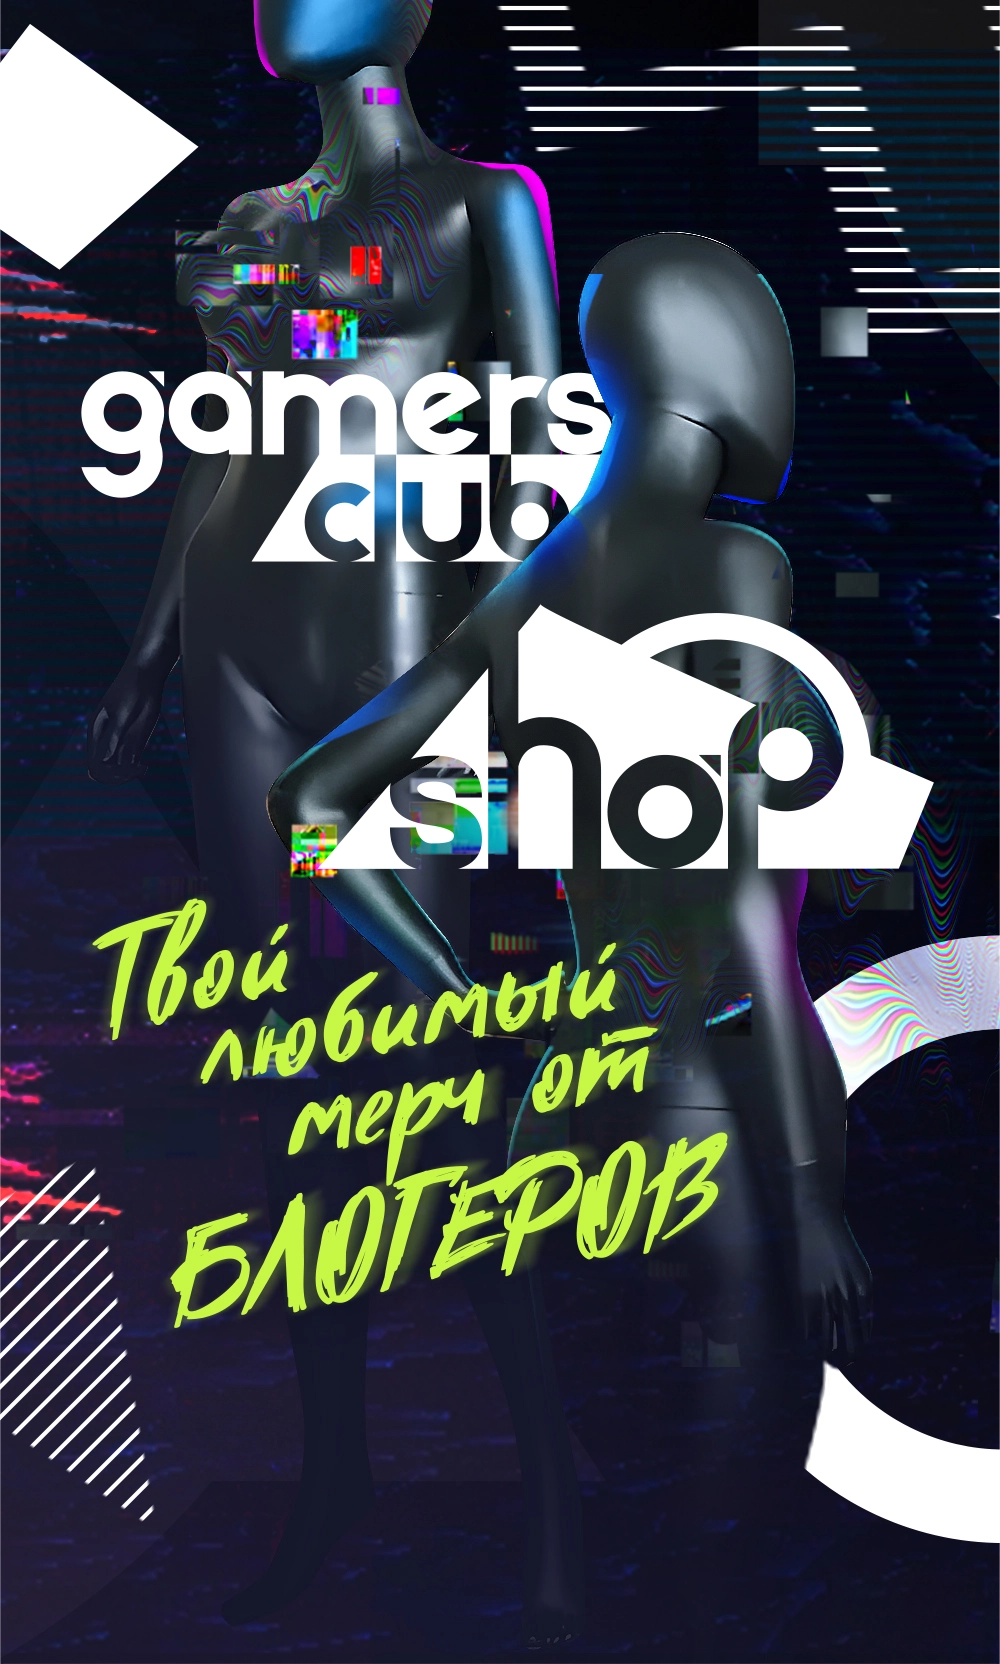 gamers
club
shop
Твой
любимый
мерч от
БЛОГЕРОВ